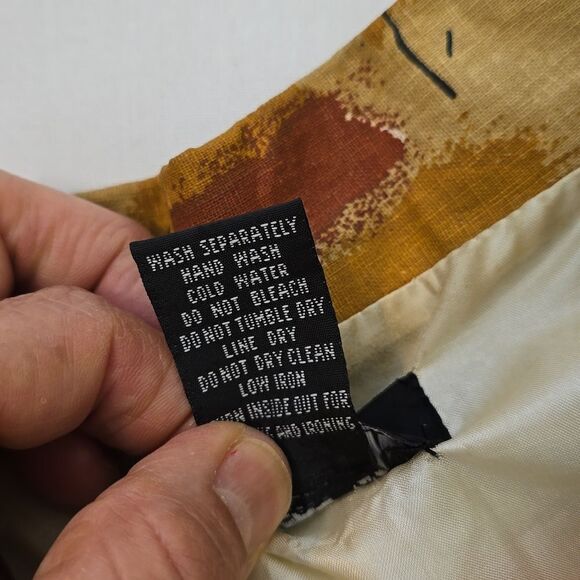 WASH SEPARATELY
HAND WASH
COLD WATER
DO NOT BLEACH
DO NOT TUMBLE DRY
LINE DRY
DO NOT DRY CLEAN
LOW IRON
INSIDE OUT FOR
AND IRONING